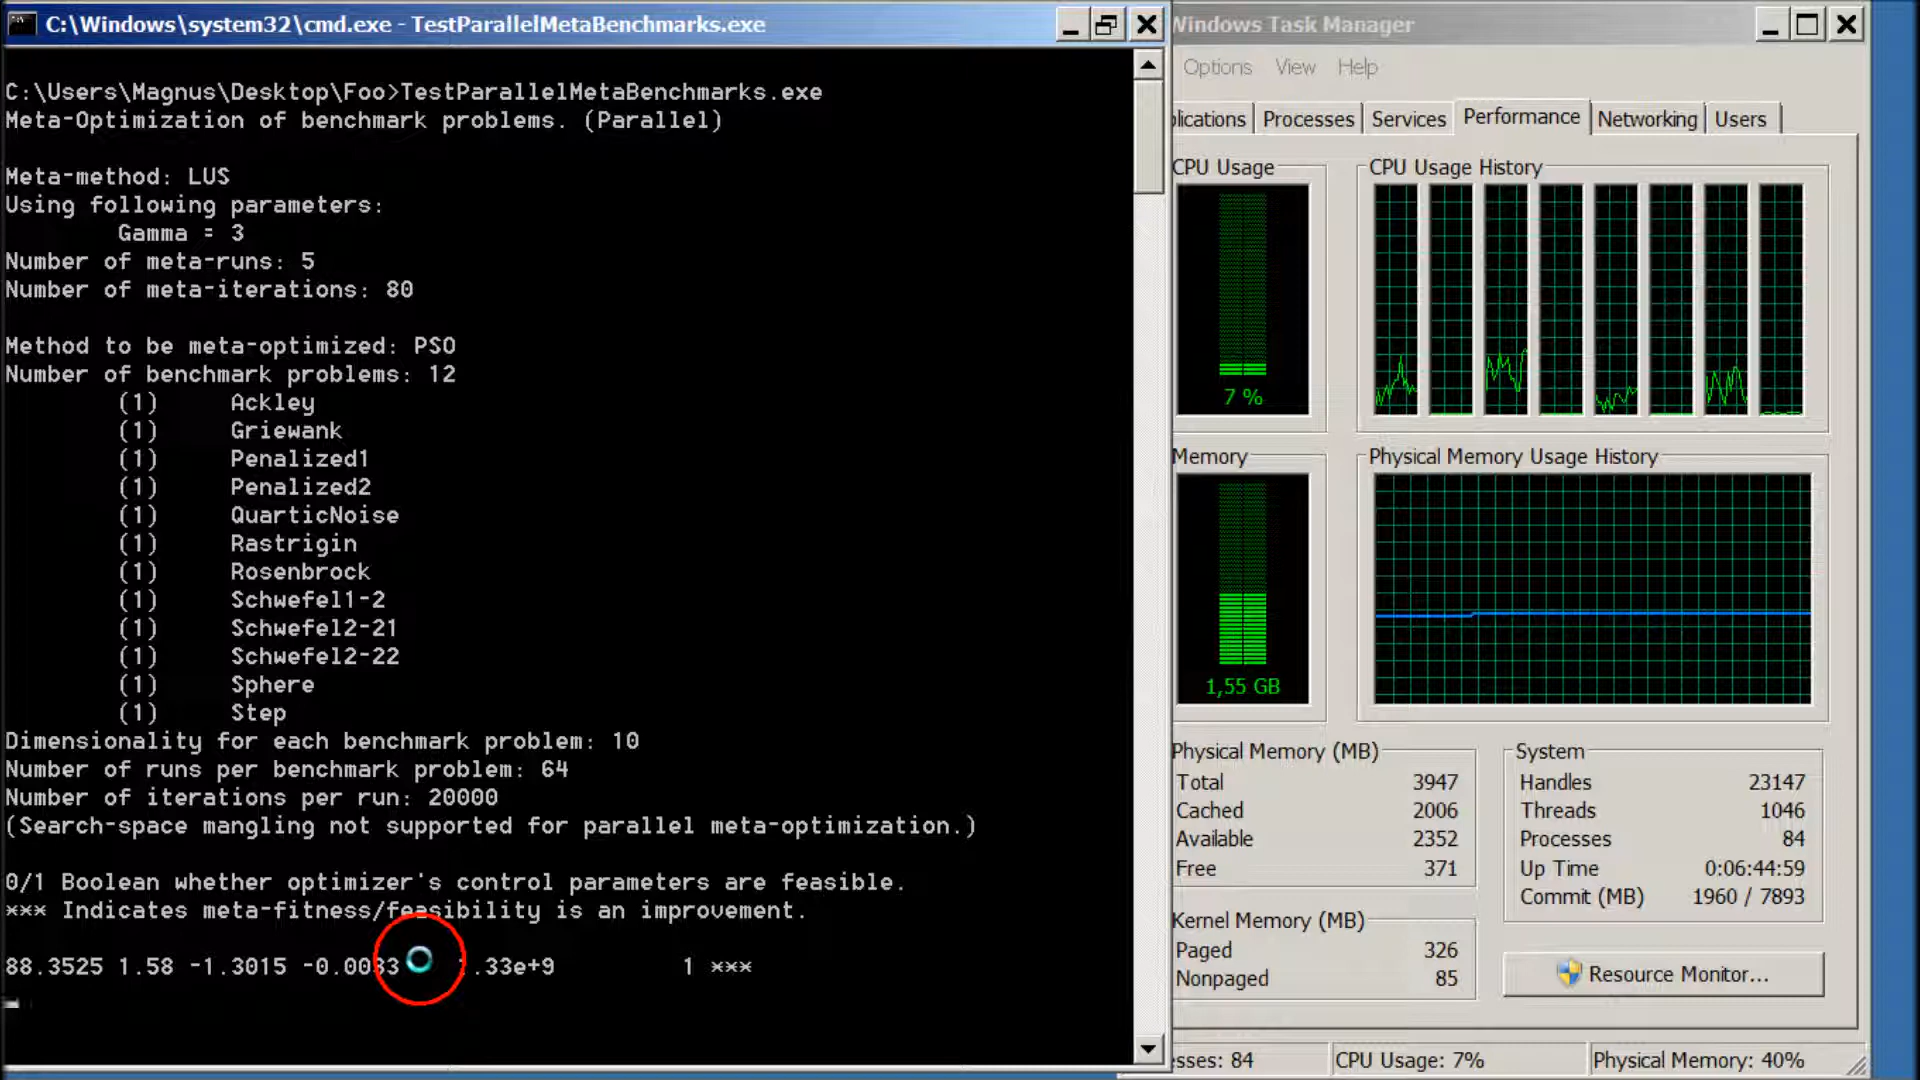 C:\Windows\system32\cmd.exe - TestParallelMetaBenchmarks.exe
C:\Users\Magnus\Desktop\Foo>TestParallelMetaBenchmarks.exe
Meta-Optimization of benchmark problems. (Parallel)
Meta-method: LUS
Using following parameters:
Gamma = 3
Number of meta-runs: 5
Number of meta-iterations: 80
Method to be meta-optimized: PSO
Number of benchmark problems: 12
(1) Ackley
(1) Griewank
(1) Penalized1
(1) Penalized2
(1) QuarticNoise
(1) Rastrigin
(1) Rosenbrock
(1) Schwefel1-2
(1) Schwefel2-21
(1) Schwefel2-22
(1) Sphere
(1) Step
Dimensionality for each benchmark problem: 10
Number of runs per benchmark problem: 64
Number of iterations per run: 20000
(Search-space mangling not supported for parallel meta-optimization.)
0/1 Boolean whether optimizer's control parameters are feasible.
*** Indicates meta-fitness/feasibility is an improvement.
88.3525 1.58 -1.3015 1 ***
Windows Task Manager
Options View Help
Processes Services Performance Networking Users
CPU Usage
7 %
CPU Usage History
Memory
1,55 GB
Physical Memory Usage History
Physical Memory (MB)
Total 3947
Cached 2006
Available 2352
Free 371
Kernel Memory (MB)
Paged 326
Nonpaged 85
System
Handles 23147
Threads 1046
Processes 84
Up Time 0:06:44:59
Commit (MB) 1960 / 7893
Resource Monitor...
84 CPU Usage: 7% Physical Memory: 40%